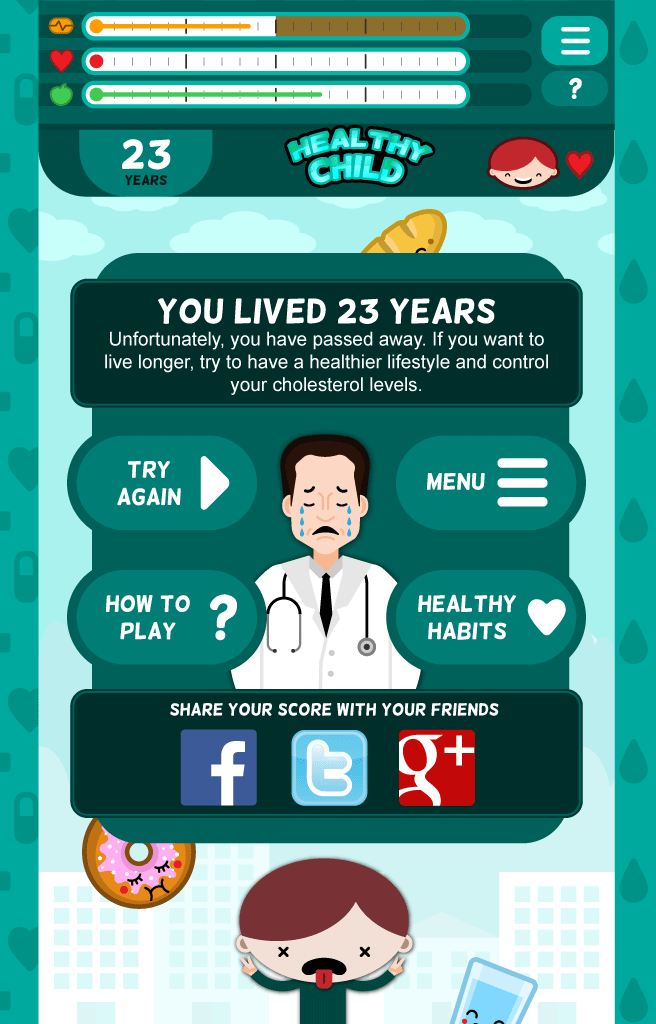 23
YEARS
HEALTHY
CHILD
?
YOU LIVED 23 YEARS
Unfortunately, you have passed away. If you want to
live longer, try to have a healthier lifestyle and control
your cholesterol levels.
TRY
AGAIN
MENU
HOW TO
PLAY
?
HEALTHY
HABITS
SHARE YOUR SCORE WITH YOUR FRIENDS
f
t
g+